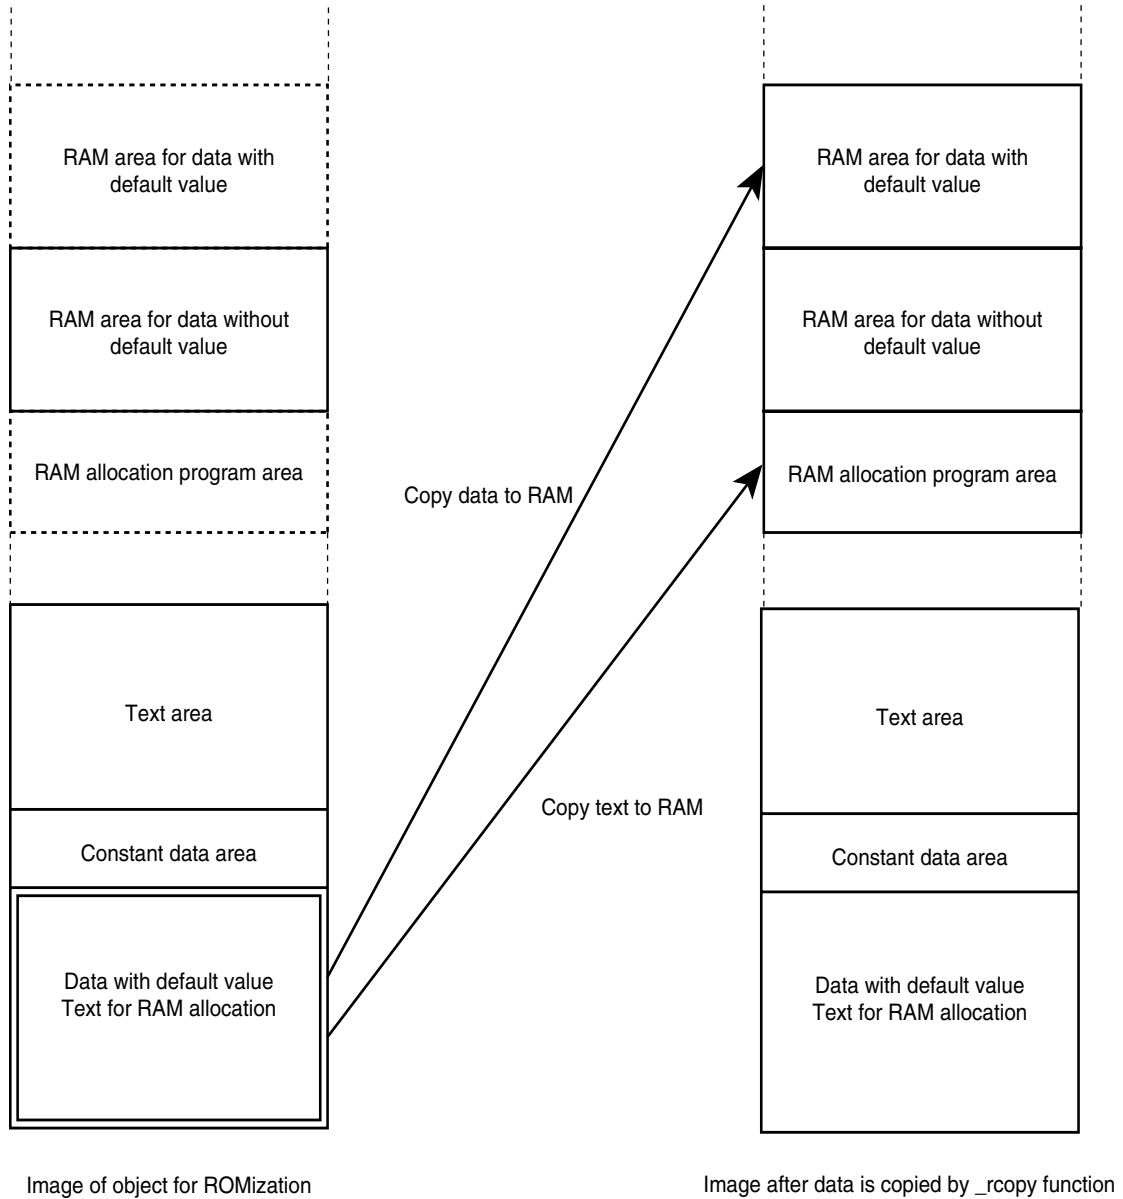 RAM area for data with
default value
RAM area for data without
default value
RAM allocation program area
Text area
Constant data area
Data with default value
Text for RAM allocation
Image of object for ROMization
Copy data to RAM
Copy text to RAM
RAM area for data with
default value
RAM area for data without
default value
RAM allocation program area
Text area
Constant data area
Data with default value
Text for RAM allocation
Image after data is copied by _rcopy function